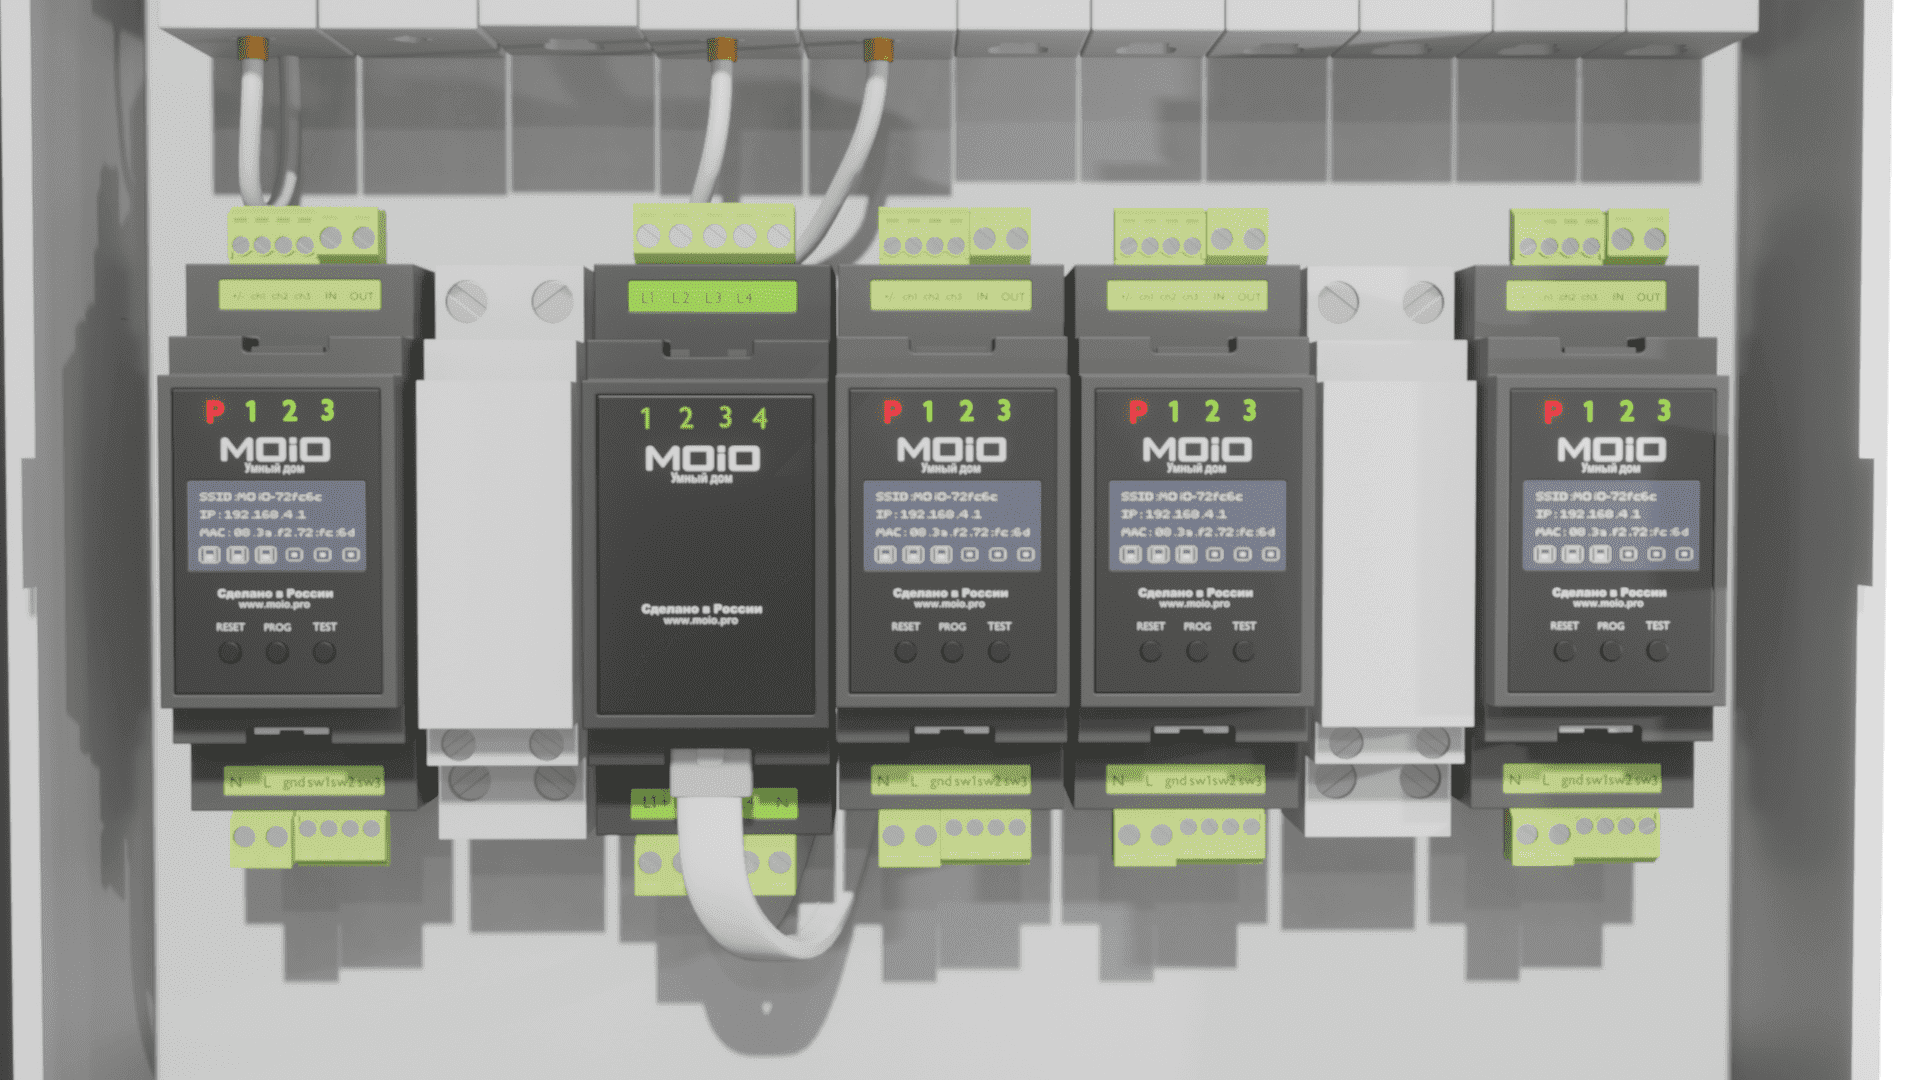 +/- ch1 ch2 ch3 IN OUT
P 1 2 3
MOiO
Умный дом
SSID:MOiO-72fc6c
IP:192.168.4.1
MAC:08.3a.f2.72:fc:6d
Сделано в России
www.moio.pro
RESET PROG TEST
N L gnd sw1 sw2 sw3
L1 L2 L3 L4
1 2 3 4
MOiO
Умный дом
Сделано в России
www.moio.pro
L1+
4 N
+/- ch1 ch2 ch3 IN OUT
P 1 2 3
MOiO
Умный дом
SSID:MOiO-72fc6c
IP:192.168.4.1
MAC:08.3a.f2.72:fc:6d
Сделано в России
www.moio.pro
RESET PROG TEST
N L gnd sw1 sw2 sw3
+/- ch1 ch2 ch3 IN OUT
P 1 2 3
MOiO
Умный дом
SSID:MOiO-72fc6c
IP:192.168.4.1
MAC:08.3a.f2.72:fc:6d
Сделано в России
www.moio.pro
RESET PROG TEST
N L gnd sw1 sw2 sw3
ch2 ch3 IN OUT
P 1 2 3
MOiO
Умный дом
SSID:MOiO-72fc6c
IP:192.168.4.1
MAC:08.3a.f2.72:fc:6d
Сделано в России
www.moio.pro
RESET PROG TEST
N L gnd sw1 sw2 sw3